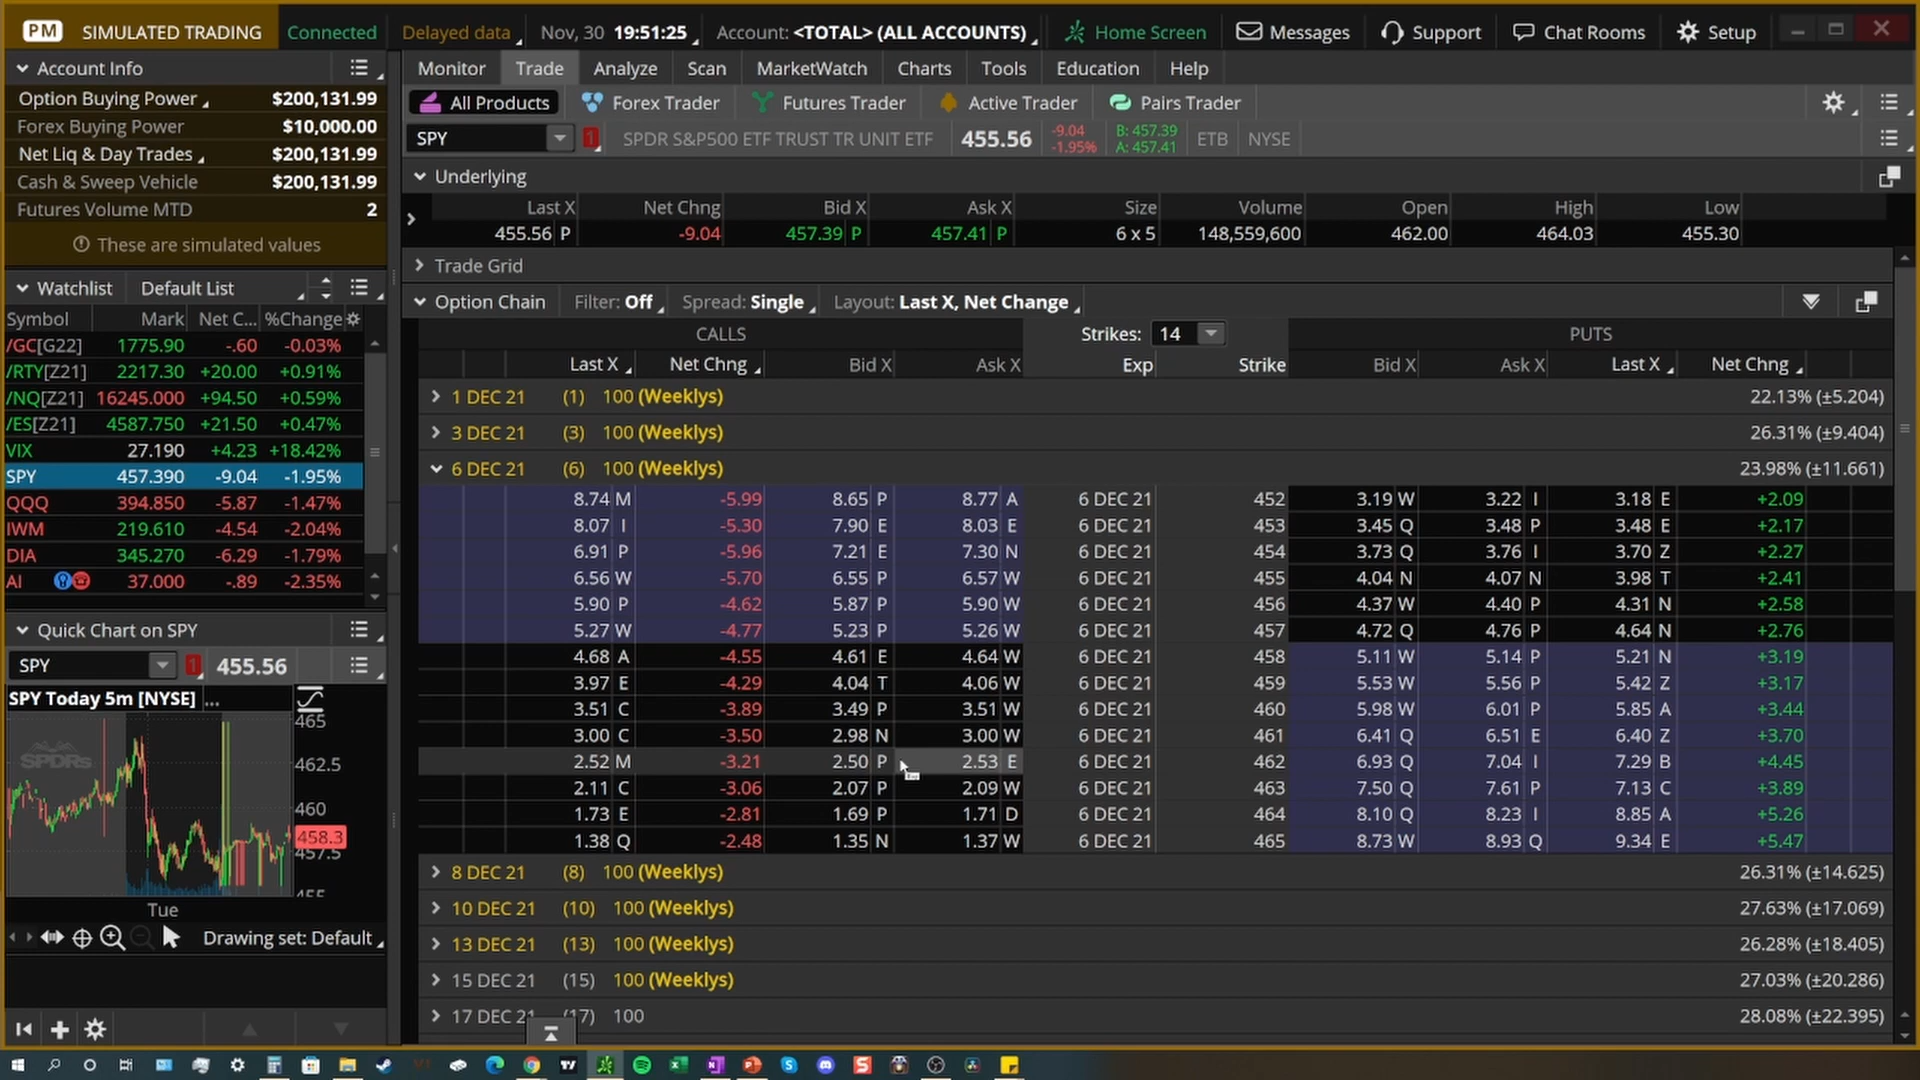 PM SIMULATED TRADING Connected Delayed data Nov, 30 19:51:25 Account: <TOTAL> (ALL ACCOUNTS) Home Screen Messages Support Chat Rooms Setup
Account Info
Option Buying Power $200,131.99
Forex Buying Power $10,000.00
Net Liq & Day Trades $200,131.99
Cash & Sweep Vehicle $200,131.99
Futures Volume MTD 2
These are simulated values
Watchlist Default List
Symbol Mark Net C... %Change
/GC[G22] 1775.90 -.60 -0.03%
/RTY[Z21] 2217.30 +20.00 +0.91%
/NQ[Z21] 16245.000 +94.50 +0.59%
/ES[Z21] 4587.750 +21.50 +0.47%
VIX 27.190 +4.23 +18.42%
SPY 457.390 -9.04 -1.95%
QQQ 394.850 -5.87 -1.47%
IWM 219.610 -4.54 -2.04%
DIA 345.270 -6.29 -1.79%
AI 37.000 -.89 -2.35%
Quick Chart on SPY
SPY 1 455.56
SPY Today 5m [NYSE] ...
465
SPDRs
462.5
460
458.3
457.5
455
Tue
Drawing set: Default
Monitor Trade Analyze Scan MarketWatch Charts Tools Education Help
All Products Forex Trader Futures Trader Active Trader Pairs Trader
SPY 1 SPDR S&P500 ETF TRUST TR UNIT ETF 455.56 -9.04 -1.95% B: 457.39 A: 457.41 ETB NYSE
Underlying
Last X Net Chng Bid X Ask X Size Volume Open High Low
455.56 P -9.04 457.39 P 457.41 P 6 x 5 148,559,600 462.00 464.03 455.30
Trade Grid
Option Chain Filter: Off Spread: Single Layout: Last X, Net Change
CALLS Strikes: 14 PUTS
Last X Net Chng Bid X Ask X Exp Strike Bid X Ask X Last X Net Chng
1 DEC 21 (1) 100 (Weeklys) 22.13% (±5.204)
3 DEC 21 (3) 100 (Weeklys) 26.31% (±9.404)
6 DEC 21 (6) 100 (Weeklys) 23.98% (±11.661)
8.74 M -5.99 8.65 P 8.77 A 6 DEC 21 452 3.19 W 3.22 I 3.18 E +2.09
8.07 I -5.30 7.90 E 8.03 E 6 DEC 21 453 3.45 Q 3.48 P 3.48 E +2.17
6.91 P -5.96 7.21 E 7.30 N 6 DEC 21 454 3.73 Q 3.76 I 3.70 Z +2.27
6.56 W -5.70 6.55 P 6.57 W 6 DEC 21 455 4.04 N 4.07 N 3.98 T +2.41
5.90 P -4.62 5.87 P 5.90 W 6 DEC 21 456 4.37 W 4.40 P 4.31 N +2.58
5.27 W -4.77 5.23 P 5.26 W 6 DEC 21 457 4.72 Q 4.76 P 4.64 N +2.76
4.68 A -4.55 4.61 E 4.64 W 6 DEC 21 458 5.11 W 5.14 P 5.21 N +3.19
3.97 E -4.29 4.04 T 4.06 W 6 DEC 21 459 5.53 W 5.56 P 5.42 Z +3.17
3.51 C -3.89 3.49 P 3.51 W 6 DEC 21 460 5.98 W 6.01 P 5.85 A +3.44
3.00 C -3.50 2.98 N 3.00 W 6 DEC 21 461 6.41 Q 6.51 E 6.40 Z +3.70
2.52 M -3.21 2.50 P 2.53 E 6 DEC 21 462 6.93 Q 7.04 I 7.29 B +4.45
2.11 C -3.06 2.07 P 2.09 W 6 DEC 21 463 7.50 Q 7.61 P 7.13 C +3.89
1.73 E -2.81 1.69 P 1.71 D 6 DEC 21 464 8.10 Q 8.23 I 8.85 A +5.26
1.38 Q -2.48 1.35 N 1.37 W 6 DEC 21 465 8.73 W 8.93 Q 9.34 E +5.47
8 DEC 21 (8) 100 (Weeklys) 26.31% (±14.625)
10 DEC 21 (10) 100 (Weeklys) 27.63% (±17.069)
13 DEC 21 (13) 100 (Weeklys) 26.28% (±18.405)
15 DEC 21 (15) 100 (Weeklys) 27.03% (±20.286)
17 DEC 21 (17) 100 28.08% (±22.395)